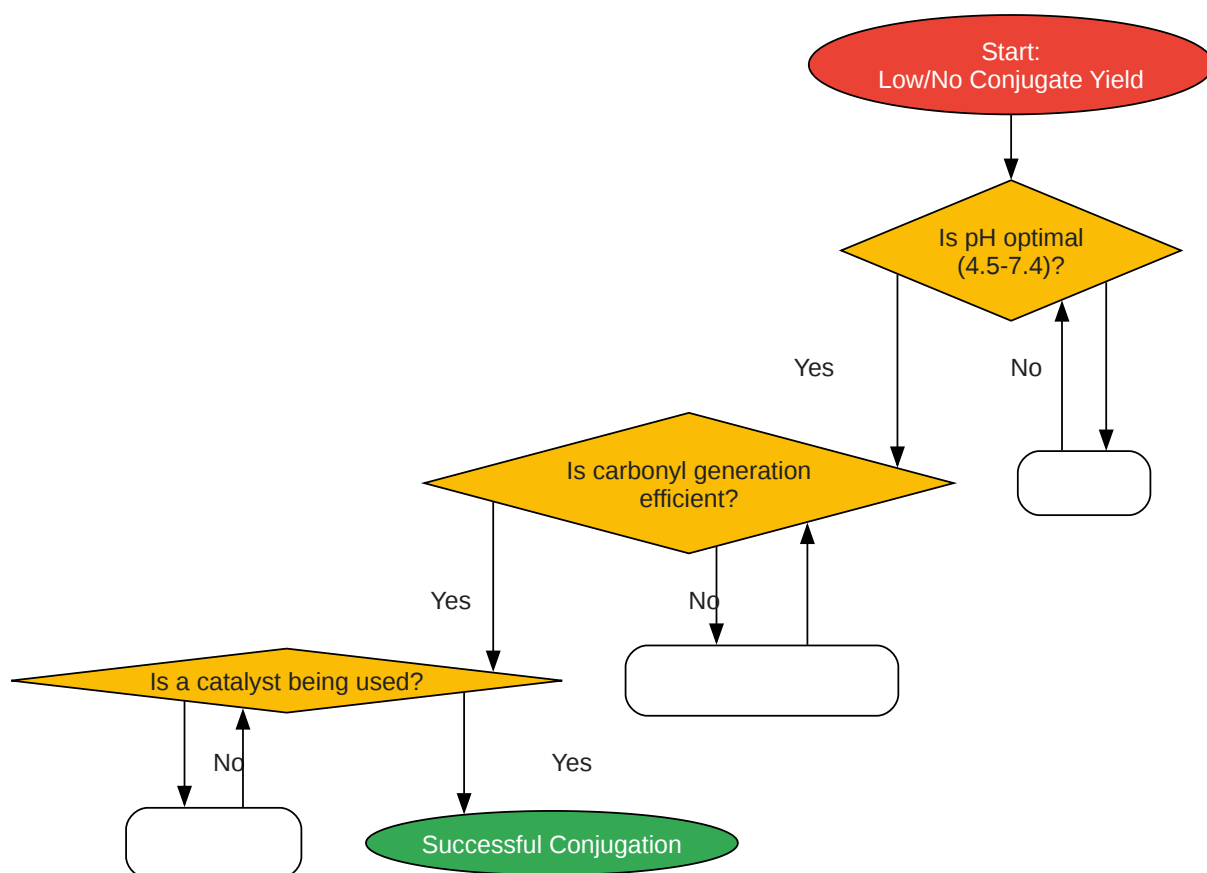 Start:
Low/No Conjugate Yield
Is pH optimal
(4.5-7.4)?
Yes
No
Is carbonyl generation
efficient?
Yes
No
Is a catalyst being used?
No
Yes
Successful Conjugation